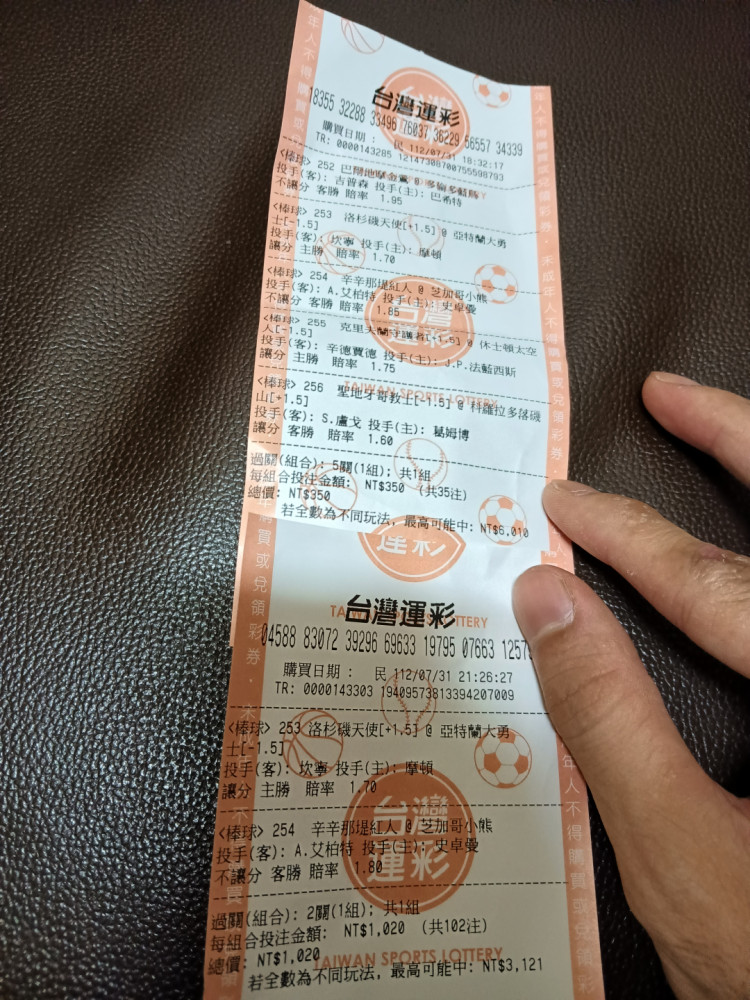 台灣運彩
18355 32288 33496 76037 36229 56557 34339
購買日期： 民 112/07/31 18:32:17
TR: 0000143285 12147308700755598793
<棒球> 252 巴爾的摩金鶯 @ 多倫多藍鳥
投手(客): 吉普森 投手(主): 巴希特
不讓分 客勝 賠率 1.95
<棒球> 253 洛杉磯天使[+1.5] @ 亞特蘭大勇
士[-1.5]
投手(客): 坎寧 投手(主): 摩頓
讓分 主勝 賠率 1.70
<棒球> 254 辛辛那堤紅人 @ 芝加哥小熊
投手(客): A.艾柏特 投手(主): 史卓曼
不讓分 客勝 賠率 1.85
<棒球> 255 克里夫蘭守護者[+1.5] @ 休士頓太空
人[-1.5]
投手(客): 辛德賈德 投手(主): J.P.法藍西斯
讓分 主勝 賠率 1.75
<棒球> 256 聖地牙哥教士[-1.5] @ 科羅拉多落磯
山[+1.5]
投手(客): S.盧戈 投手(主): 葛姆博
讓分 客勝 賠率 1.60
過關(組合): 5關(1組); 共1組
每組合投注金額: NT$350 (共35注)
總價: NT$350
若全數為不同玩法, 最高可能中: NT$6,010
台灣運彩
TAIWAN SPORTS LOTTERY
04588 83072 39296 69633 19795 07663 1257
購買日期： 民 112/07/31 21:26:27
TR: 0000143303 19409573813394207009
<棒球> 253 洛杉磯天使[+1.5] @ 亞特蘭大勇
士[-1.5]
投手(客): 坎寧 投手(主): 摩頓
讓分 主勝 賠率 1.70
台灣
運彩
<棒球> 254 辛辛那堤紅人 @ 芝加哥小熊
投手(客): A.艾柏特 投手(主): 史卓曼
不讓分 客勝 賠率 1.80
過關(組合): 2關(1組); 共1組
每組合投注金額: NT$1,020 (共102注)
總價: NT$1,020
TAIWAN SPORTS LOTTERY
若全數為不同玩法, 最高可能中: NT$3,121